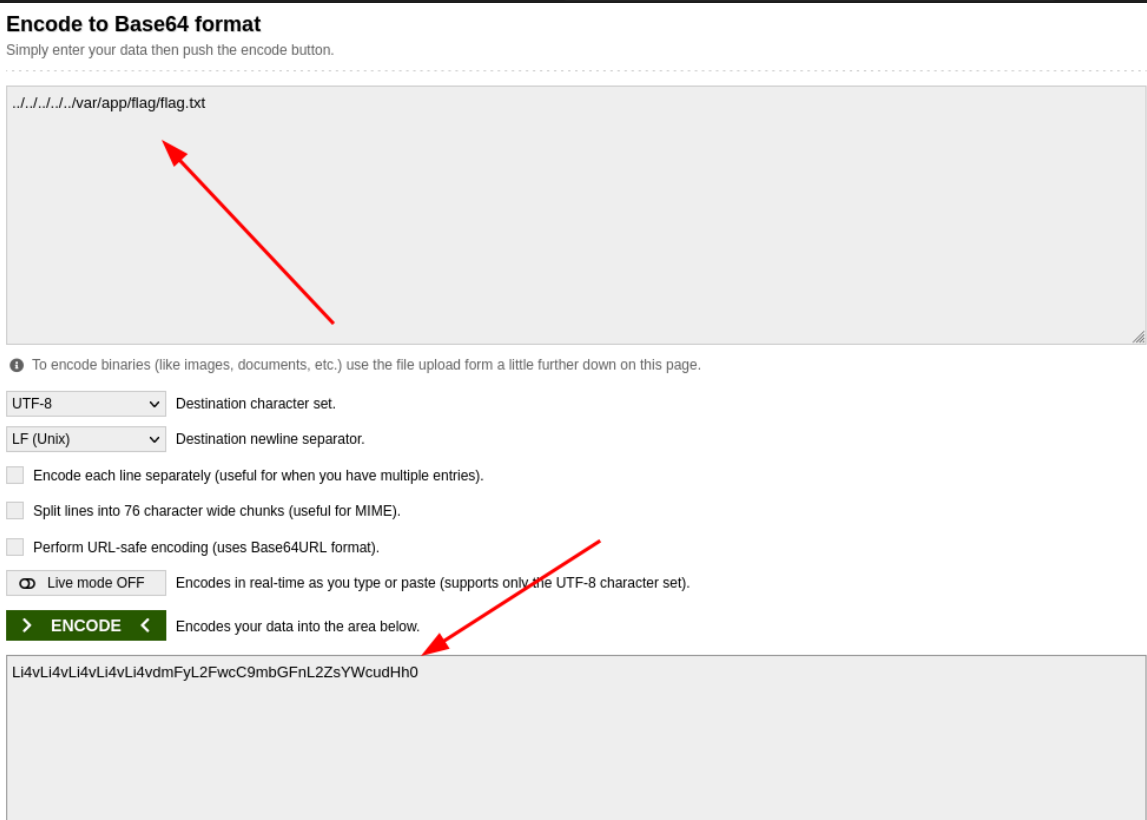 Encode to Base64 format
Simply enter your data then push the encode button.
../../../../../var/app/flag/flag.txt
To encode binaries (like images, documents, etc.) use the file upload form a little further down on this page.
UTF-8 Destination character set.
LF (Unix) Destination newline separator.
Encode each line separately (useful for when you have multiple entries).
Split lines into 76 character wide chunks (useful for MIME).
Perform URL-safe encoding (uses Base64URL format).
Live mode OFF Encodes in real-time as you type or paste (supports only the UTF-8 character set).
> ENCODE < Encodes your data into the area below.
Li4vLi4vLi4vLi4vLi4vdmFyL2FwcC9mbGFnL2ZsYWcudHh0